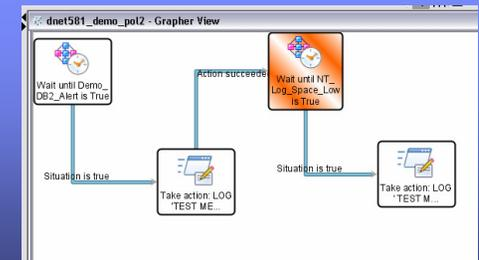 dnet581_demo_pol2 - Grapher View
Wait until Demo_
DB2_Alert is True
Situation is true
Take action: LOG
'TEST ME...
Action succeede
Wait until NT_
Log_Space_Low
is True
Situation is true
Take action: LOG
'TEST M...